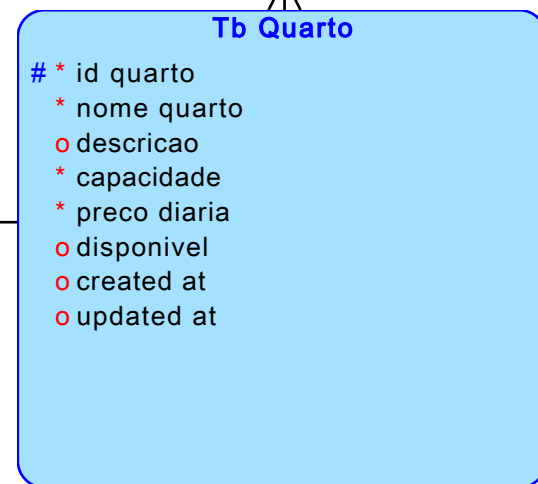 Tb Quarto
# * id quarto
* nome quarto
o descricao
* capacidade
* preco diaria
o disponivel
o created at
o updated at